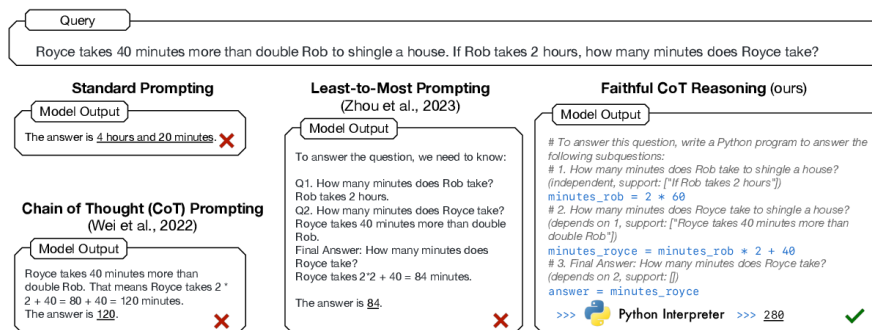 Query
Royce takes 40 minutes more than double Rob to shingle a house. If Rob takes 2 hours, how many minutes does Royce take?
Standard Prompting
Model Output
The answer is 4 hours and 20 minutes.
Chain of Thought (CoT) Prompting
(Wei et al., 2022)
Model Output
Royce takes 40 minutes more than
double Rob. That means Royce takes 2 *
2 + 40 = 80 + 40 = 120 minutes.
The answer is 120.
Least-to-Most Prompting
(Zhou et al., 2023)
Model Output
To answer the question, we need to know:
Q1. How many minutes does Rob take?
Rob takes 2 hours.
Q2. How many minutes does Royce take?
Royce takes 40 minutes more than double
Rob.
Final Answer: How many minutes does
Royce take?
Royce takes 2*2 + 40 = 84 minutes.
The answer is 84.
Faithful CoT Reasoning (ours)
Model Output
# To answer this question, write a Python program to answer the
following subquestions:
# 1. How many minutes does Rob take to shingle a house?
(independent, support: ["If Rob takes 2 hours"])
minutes_rob = 2 * 60
# 2. How many minutes does Royce take to shingle a house?
(depends on 1, support: ["Royce takes 40 minutes more than
double Rob"])
minutes_royce = minutes_rob * 2 + 40
# 3. Final Answer: How many minutes does Royce take?
(depends on 2, support: [])
answer = minutes_royce
>>> Python Interpreter >>> 280